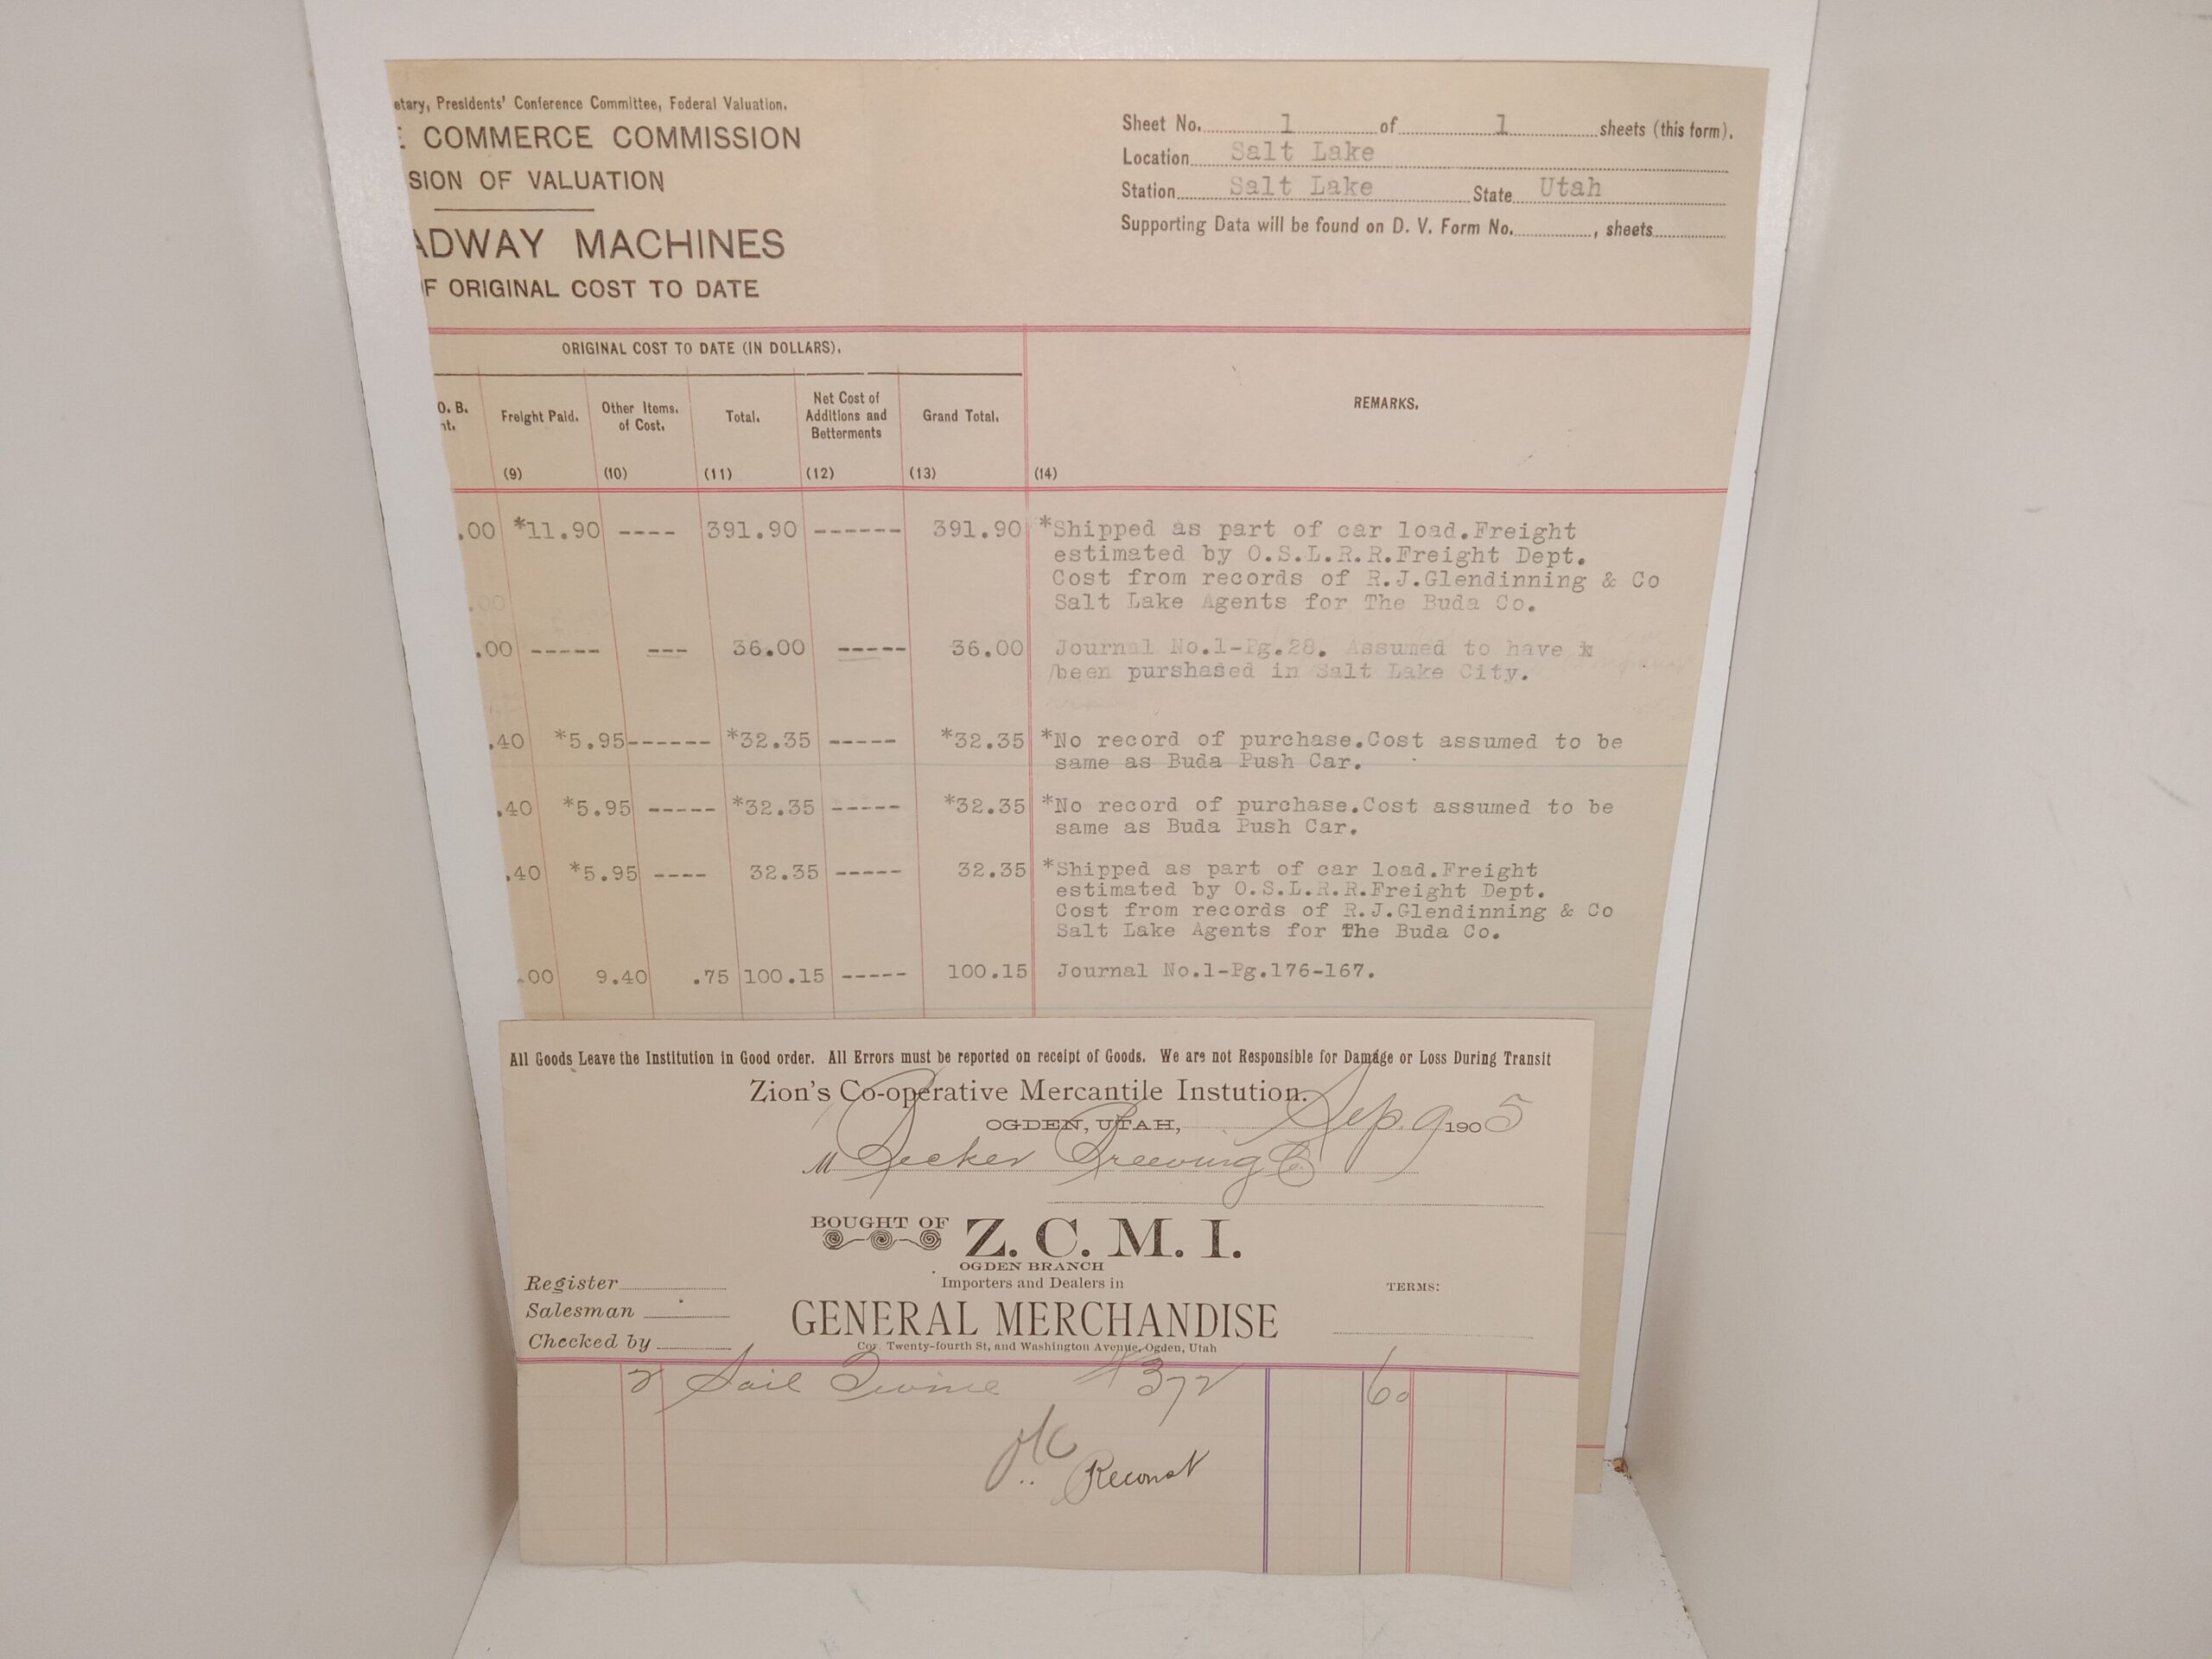 etary, Presidents' Conference Committee, Federal Valuation.
E COMMERCE COMMISSION
SION OF VALUATION
ADWAY MACHINES
OF ORIGINAL COST TO DATE
Sheet No. 1 of 1 sheets (this form).
Location Salt Lake
Station Salt Lake State Utah
Supporting Data will be found on D. V. Form No. , sheets
ORIGINAL COST TO DATE (IN DOLLARS).
O. B. Freight Paid. Other Items. of Cost. Total. Net Cost of Additions and Betterments Grand Total. REMARKS.
nt.
(9) (10) (11) (12) (13) (14)
.00 *11.90 ---- 391.90 ------ 391.90 *Shipped as part of car load.Freight
estimated by O.S.L.R.R.Freight Dept.
Cost from records of R.J.Glendinning & Co
.00 Salt Lake Agents for The Buda Co.
.00 ----- --- 36.00 ----- 36.00 Journal No.1-Pg.28. Assumed to have
/been purshased in Salt Lake City.
.40 *5.95------ *32.35 ----- *32.35 *No record of purchase.Cost assumed to be
same as Buda Push Car.
.40 *5.95 ----- *32.35 ----- *32.35 *No record of purchase.Cost assumed to be
same as Buda Push Car.
.40 *5.95 ---- 32.35 ----- 32.35 *Shipped as part of car load.Freight
estimated by O.S.L.R.R.Freight Dept.
Cost from records of R.J.Glendinning & Co
Salt Lake Agents for The Buda Co.
.00 9.40 .75 100.15 ----- 100.15 Journal No.1-Pg.176-167.
All Goods Leave the Institution in Good order. All Errors must be reported on receipt of Goods. We are not Responsible for Damage or Loss During Transit
Zion's Co-operative Mercantile Instution.
OGDEN, UTAH, Sep. 9 1905
M Becker Brewing Co
BOUGHT OF Z. C. M. I.
OGDEN BRANCH
Importers and Dealers in
Register TERMS:
Salesman GENERAL MERCHANDISE
Checked by Cor. Twenty-fourth St, and Washington Avenue, Ogden, Utah
2 Sail Twine #372 60
OK